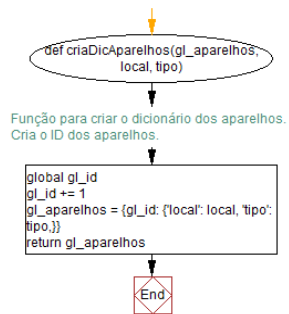 def criaDicAparelhos(gl_aparelhos,
local, tipo)
Função para criar o dicionário dos aparelhos.
Cria o ID dos aparelhos.
global gl_id
gl_id += 1
gl_aparelhos = {gl_id: {'local': local, 'tipo':
tipo,}}
return gl_aparelhos
End